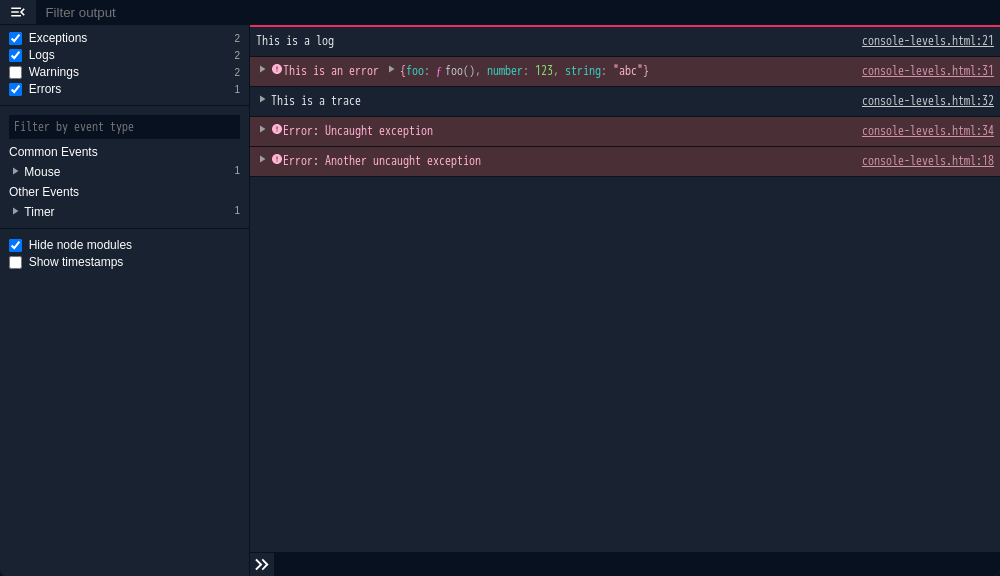 Filter output
Exceptions 2
Logs 2
Warnings 2
Errors 1
Filter by event type
Common Events
Mouse 1
Other Events
Timer 1
Hide node modules
Show timestamps
This is a log console-levels.html:21
This is an error {foo: ƒ foo(), number: 123, string: "abc"} console-levels.html:31
This is a trace console-levels.html:32
Error: Uncaught exception console-levels.html:34
Error: Another uncaught exception console-levels.html:18